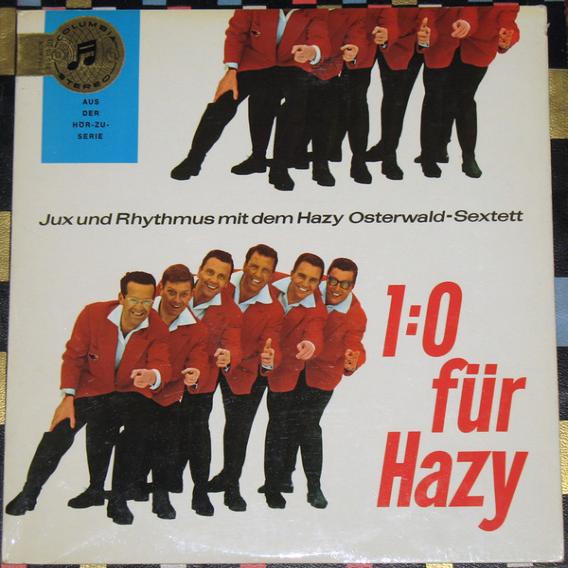 COLUMBIA
STEREO
AUS
DER
HÖR-ZU-
SERIE
Jux und Rhythmus mit dem Hazy Osterwald-Sextett
1:0
für
Hazy